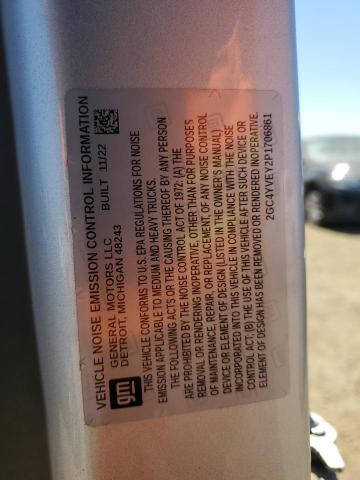 VEHICLE NOISE EMISSION CONTROL INFORMATION
GENERAL MOTORS LLC BUILT 11/22
DETROIT, MICHIGAN 48243
gm
THIS VEHICLE CONFORMS TO U.S. EPA REGULATIONS FOR NOISE
EMISSION APPLICABLE TO MEDIUM AND HEAVY TRUCKS.
THE FOLLOWING ACTS OR THE CAUSING THEREOF BY ANY PERSON
ARE PROHIBITED BY THE NOISE CONTROL ACT OF 1972: (A) THE
REMOVAL OR RENDERING INOPERATIVE, OTHER THAN FOR PURPOSES
OF MAINTENANCE, REPAIR, OR REPLACEMENT, OF ANY NOISE CONTROL
DEVICE OR ELEMENT OF DESIGN (LISTED IN THE OWNER'S MANUAL)
INCORPORATED INTO THIS VEHICLE IN COMPLIANCE WITH THE NOISE
CONTROL ACT; (B) THE USE OF THIS VEHICLE AFTER SUCH DEVICE OR
ELEMENT OF DESIGN HAS BEEN REMOVED OR RENDERED INOPERATIVE.
2GC4YVEY2P1706861